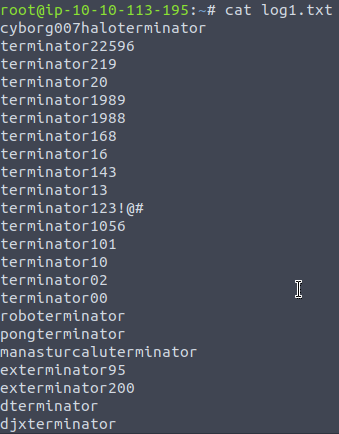 root@ip-10-10-113-195:~# cat log1.txt
cyborg007haloterminator
terminator22596
terminator219
terminator20
terminator1989
terminator1988
terminator168
terminator16
terminator143
terminator13
terminator123!@#
terminator1056
terminator101
terminator10
terminator02
terminator00
roboterminator
pongterminator
manasturcaluterminator
exterminator95
exterminator200
dterminator
djxterminator